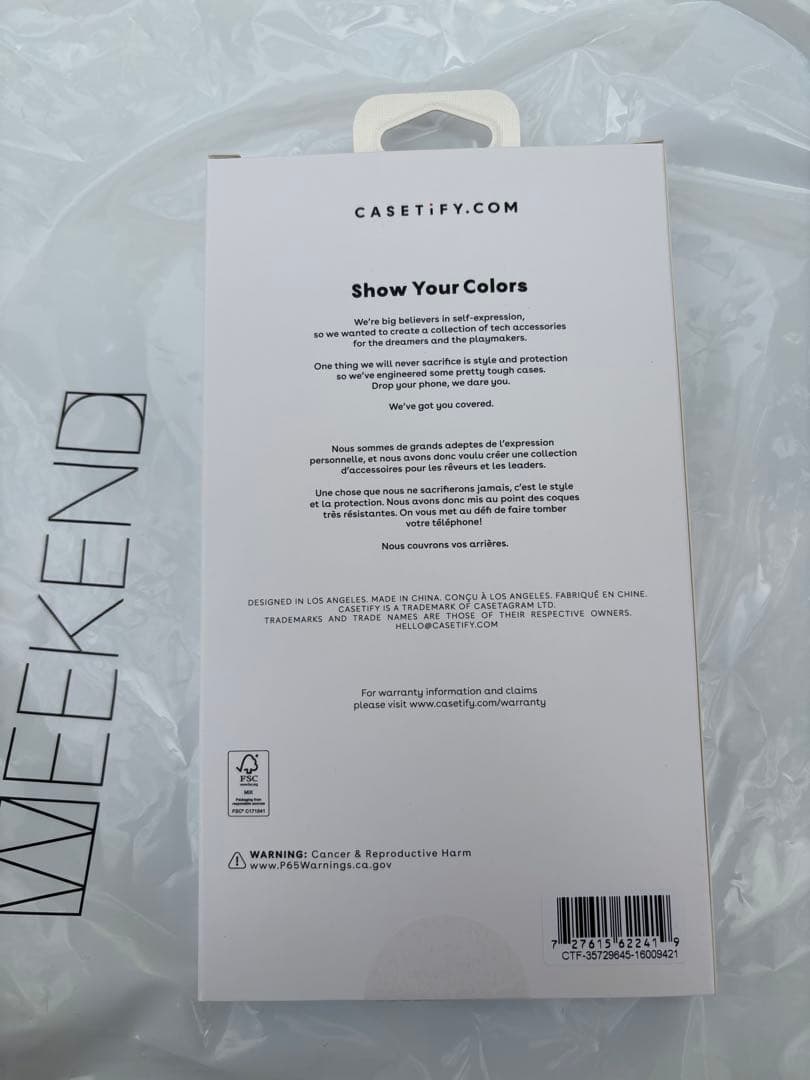 CASETiFY.COM
Show Your Colors
We're big believers in self-expression,
so we wanted to create a collection of tech accessories
for the dreamers and the playmakers.
One thing we will never sacrifice is style and protection
so we've engineered some pretty tough cases.
Drop your phone, we dare you.
We've got you covered.
Nous sommes de grands adeptes de l'expression
personnelle, et nous avons donc voulu créer une collection
d'accessoires pour les rêveurs et les leaders.
Une chose que nous ne sacrifierons jamais, c'est le style
et la protection. Nous avons donc mis au point des coques
très résistantes. On vous met au défi de faire tomber
votre téléphone!
Nous couvrons vos arrières.
DESIGNED IN LOS ANGELES. MADE IN CHINA. CONÇU À LOS ANGELES. FABRIQUÉ EN CHINE.
CASETIFY IS A TRADEMARK OF CASETAGRAM LTD.
TRADEMARKS AND TRADE NAMES ARE THOSE OF THEIR RESPECTIVE OWNERS.
HELLO@CASETIFY.COM
For warranty information and claims
please visit www.casetify.com/warranty
FSC
www.fsc.org
MIX
Packaging from
responsible sources
FSC® C171841
WARNING: Cancer & Reproductive Harm
www.P65Warnings.ca.gov
7 27615 62241 9
CTF-35729645-16009421
WEEKEND